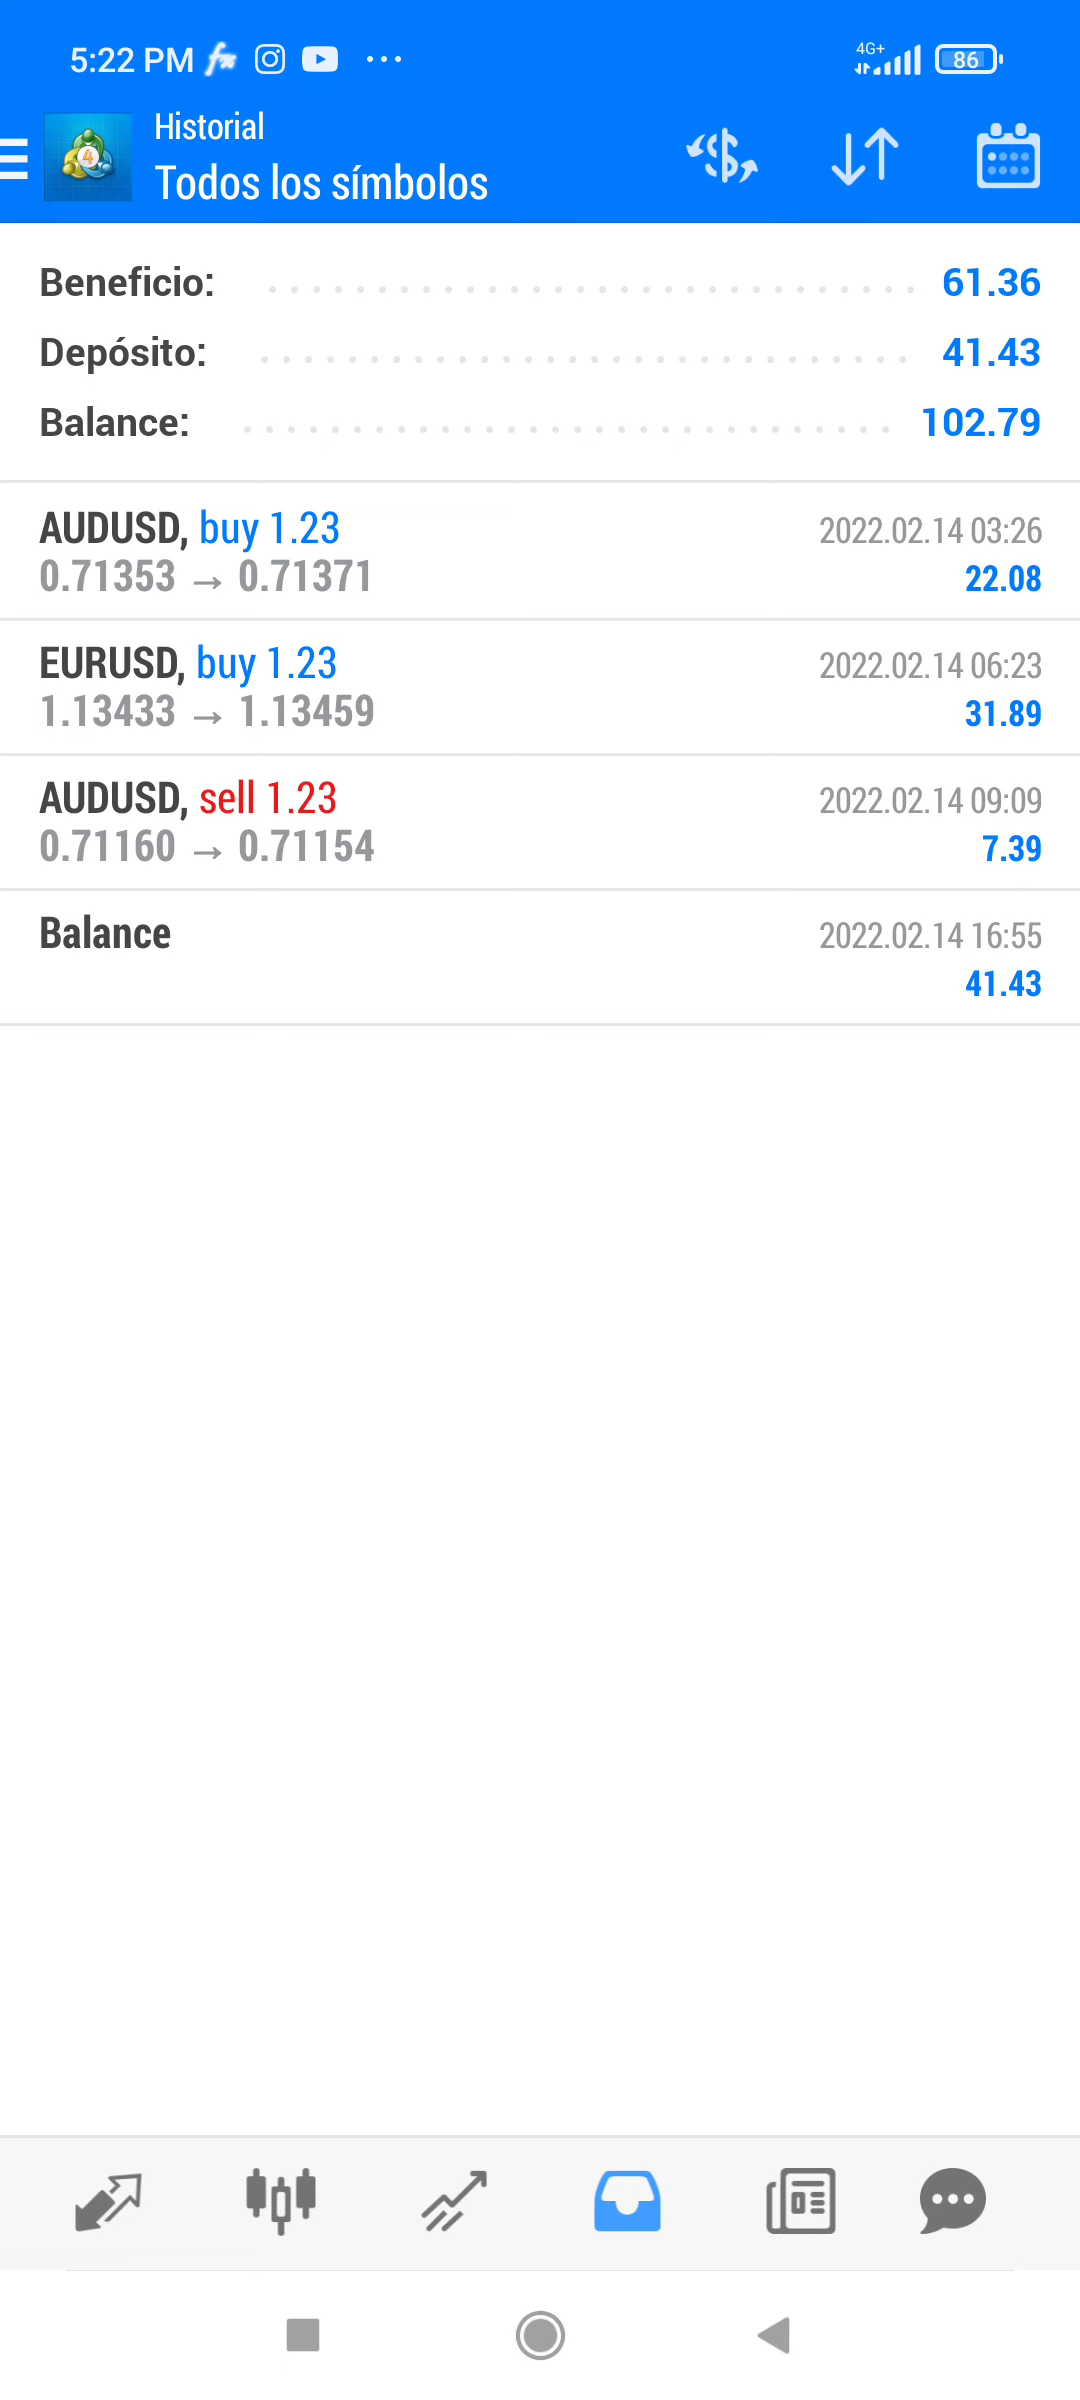 5:22 PM fx ... 4G+ 86
Historial
Todos los símbolos
Beneficio: 61.36
Depósito: 41.43
Balance: 102.79
AUDUSD, buy 1.23 2022.02.14 03:26
0.71353 → 0.71371 22.08
EURUSD, buy 1.23 2022.02.14 06:23
1.13433 → 1.13459 31.89
AUDUSD, sell 1.23 2022.02.14 09:09
0.71160 → 0.71154 7.39
Balance 2022.02.14 16:55
41.43